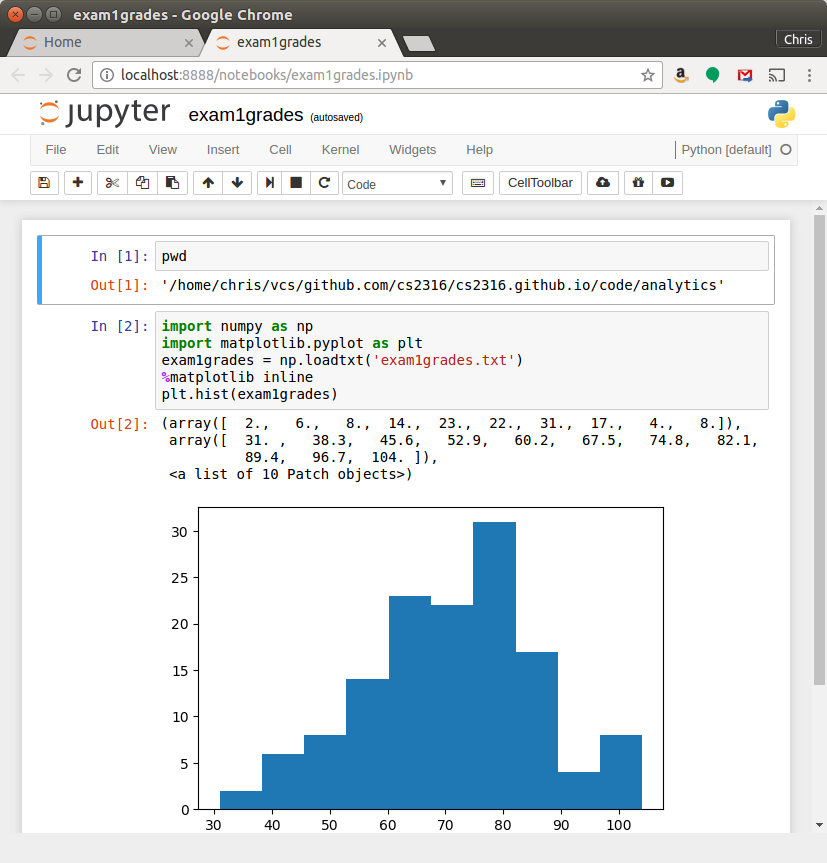 exam1grades - Google Chrome
Home
exam1grades
Chris
localhost:8888/notebooks/exam1grades.ipynb
jupyter exam1grades (autosaved)
File Edit View Insert Cell Kernel Widgets Help Python [default]
Code CellToolbar
In [1]: pwd
Out[1]: '/home/chris/vcs/github.com/cs2316/cs2316.github.io/code/analytics'
In [2]: import numpy as np
import matplotlib.pyplot as plt
exam1grades = np.loadtxt('exam1grades.txt')
%matplotlib inline
plt.hist(exam1grades)
Out[2]: (array([  2.,   6.,   8.,  14.,  23.,  22.,  31.,  17.,   4.,   8.]),
 array([  31. ,   38.3,   45.6,   52.9,   60.2,   67.5,   74.8,   82.1,
          89.4,   96.7,  104. ]),
 <a list of 10 Patch objects>)
30
25
20
15
10
5
0
30 40 50 60 70 80 90 100